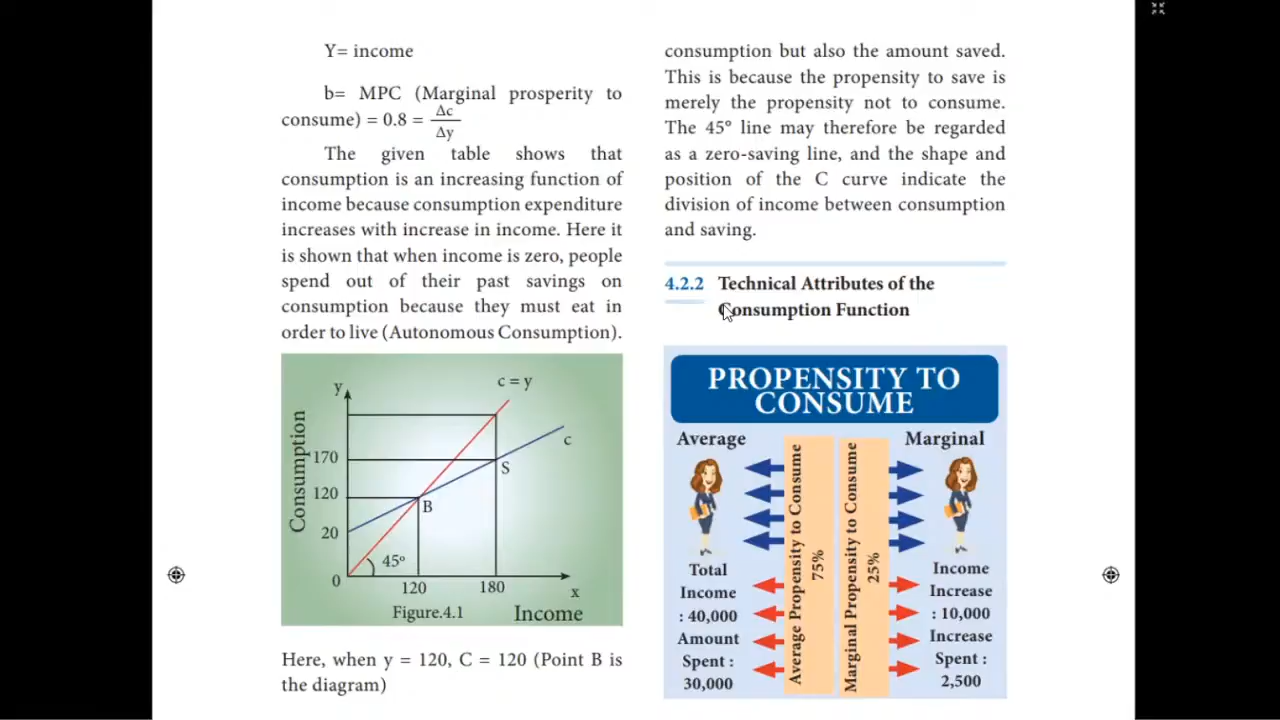 Y= income
b= MPC (Marginal prosperity to
consume) = 0.8 = Δc
Δy
The given table shows that
consumption is an increasing function of
income because consumption expenditure
increases with increase in income. Here it
is shown that when income is zero, people
spend out of their past savings on
consumption because they must eat in
order to live (Autonomous Consumption).
y
c = y
c
Consumption
170
120
20
0
S
B
45°
120
180
x
Figure.4.1
Income
Here, when y = 120, C = 120 (Point B is
the diagram)
consumption but also the amount saved.
This is because the propensity to save is
merely the propensity not to consume.
The 45° line may therefore be regarded
as a zero-saving line, and the shape and
position of the C curve indicate the
division of income between consumption
and saving.
4.2.2 Technical Attributes of the
Consumption Function
PROPENSITY TO
CONSUME
Average
Marginal
Average Propensity to Consume
75%
Marginal Propensity to Consume
25%
Total
Income
: 40,000
Amount
Spent :
30,000
Income
Increase
: 10,000
Increase
Spent :
2,500